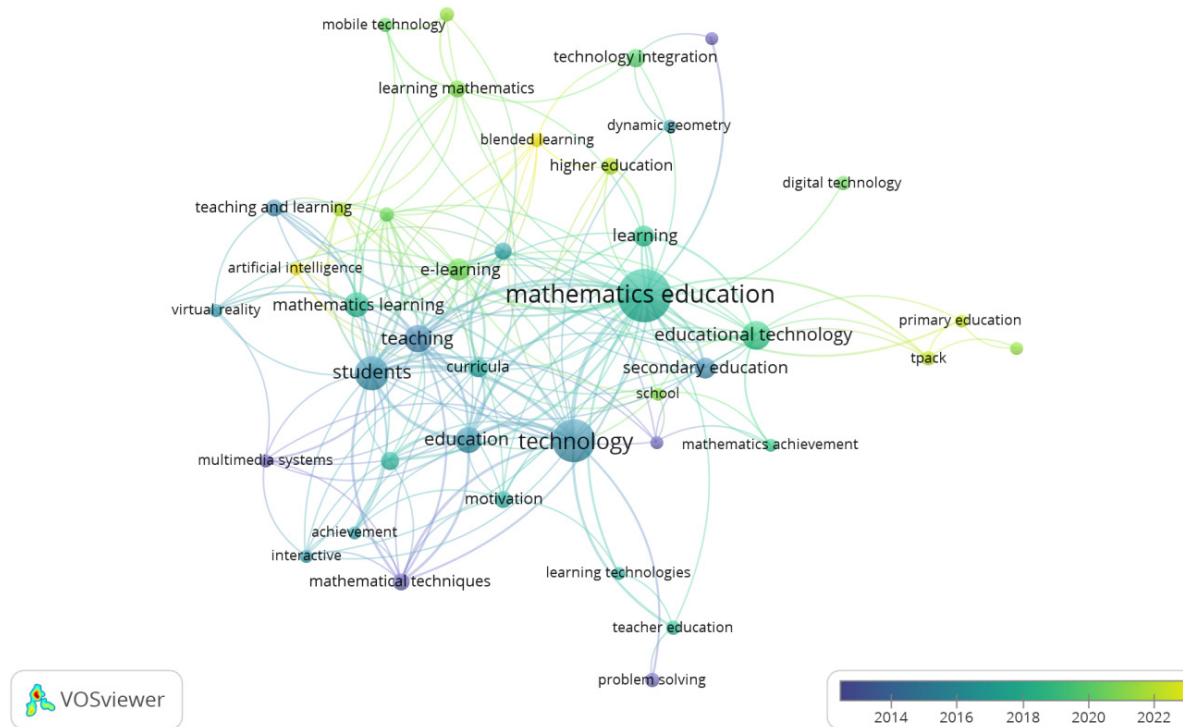 mobile technology
technology integration
learning mathematics
dynamic geometry
blended learning
higher education
digital technology
teaching and learning
learning
artificial intelligence
e-learning
mathematics education
mathematics learning
virtual reality
primary education
teaching
educational technology
tpack
students
curricula
secondary education
school
education
technology
mathematics achievement
multimedia systems
motivation
achievement
interactive
mathematical techniques
learning technologies
teacher education
problem solving
VOSviewer
2014 2016 2018 2020 2022